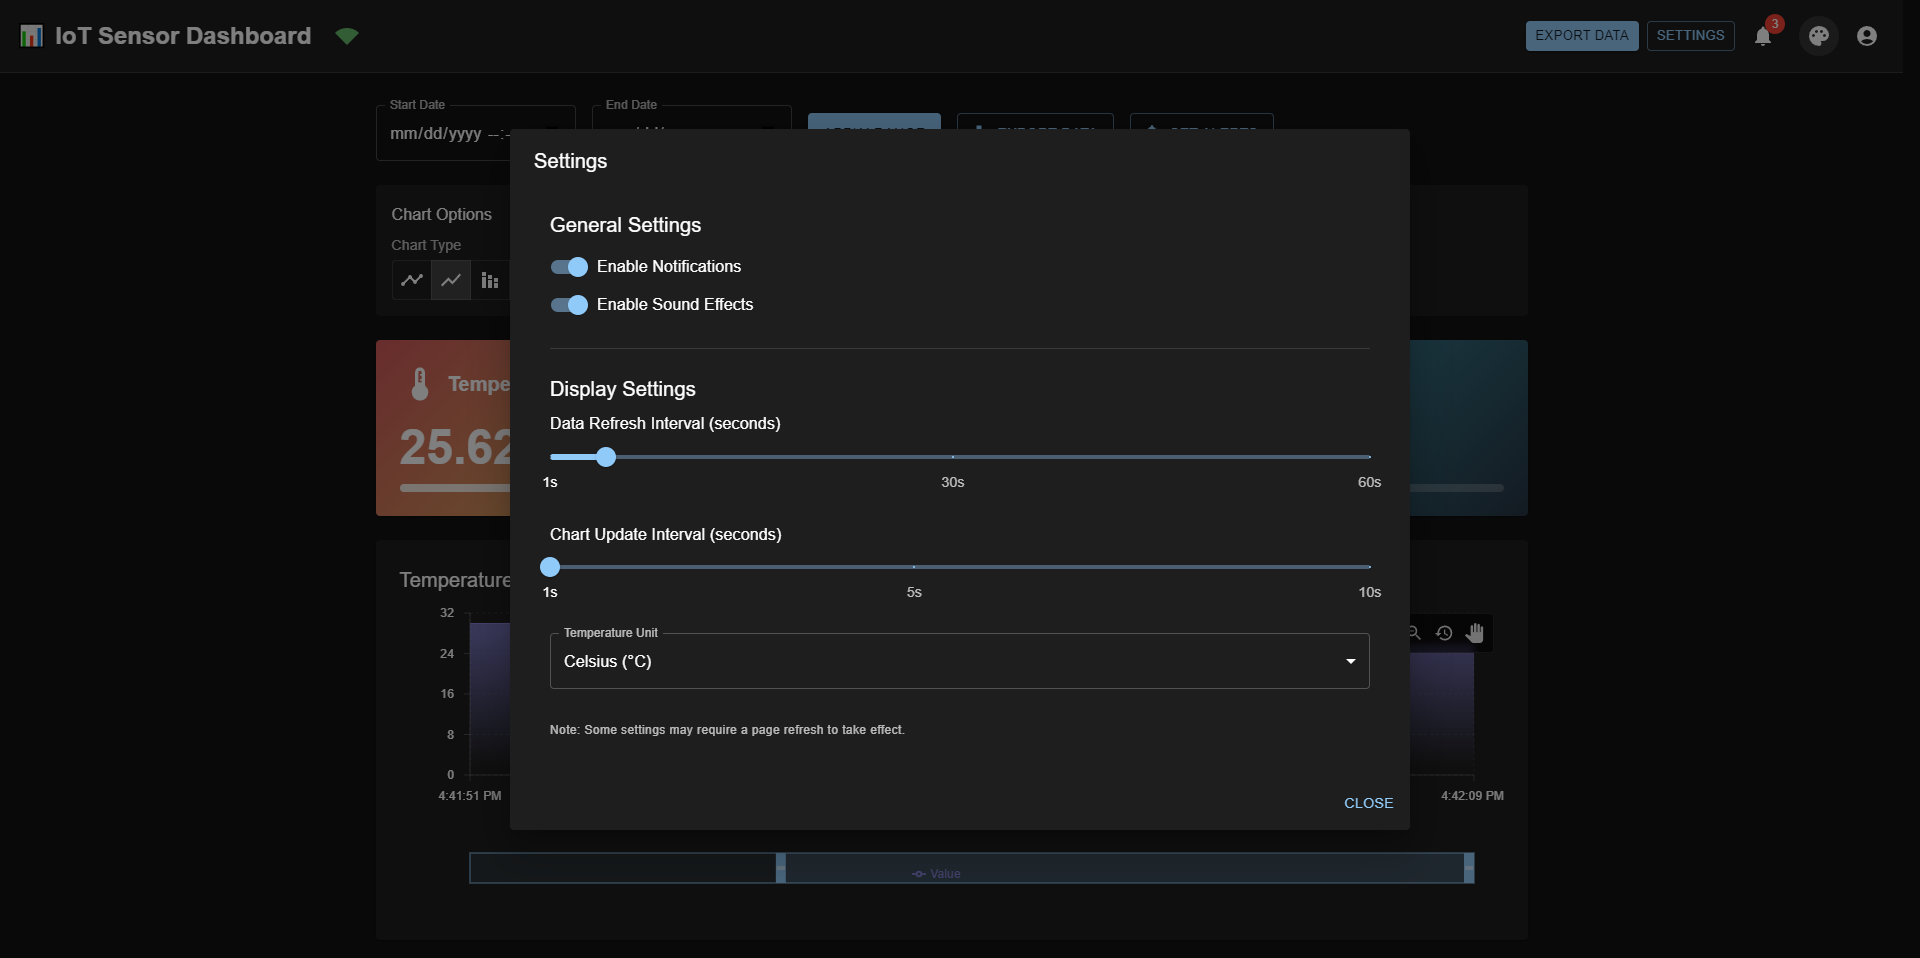 IoT Sensor Dashboard
EXPORT DATA
SETTINGS
3
Start Date
End Date
mm/dd/yyyy --:--
Settings
Chart Options
Chart Type
General Settings
Enable Notifications
Enable Sound Effects
Display Settings
Data Refresh Interval (seconds)
1s
30s
60s
Chart Update Interval (seconds)
1s
5s
10s
Temperature Unit
Celsius (°C)
Note: Some settings may require a page refresh to take effect.
CLOSE
25.62
Temperature
32
24
16
8
0
4:41:51 PM
4:42:09 PM
Value